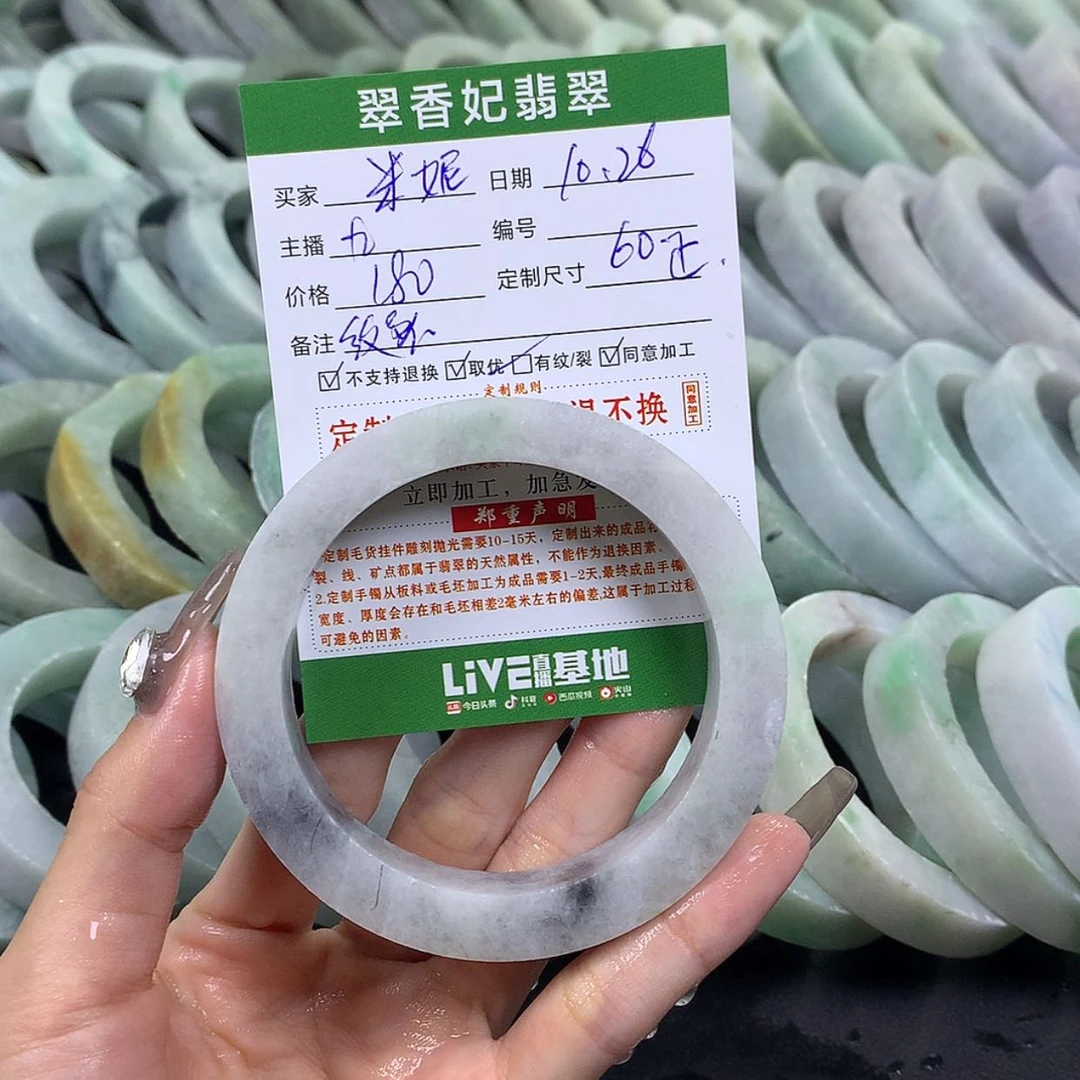 翠香妃翡翠
买家 米妮 日期 10.26
主播 九 编号
价格 180 定制尺寸 60正.
备注 纹
不支持退换 取优 有纹/裂 同意加工
定制规则
定制 退不换 同意加工
立即加工，加急发
郑重声明
定制毛货挂件雕刻抛光需要10-15天，定制出来的成品
裂、线、矿点都属于翡翠的天然属性，不能作为退换因素。
2.定制手镯从板料或毛坯加工为成品需要1-2天,最终成品手镯
宽度、厚度会存在和毛坯相差2毫米左右的偏差,这属于加工过程
可避免的因素。
LiVE直播基地
头条 今日头条 抖音 西瓜视频 火山